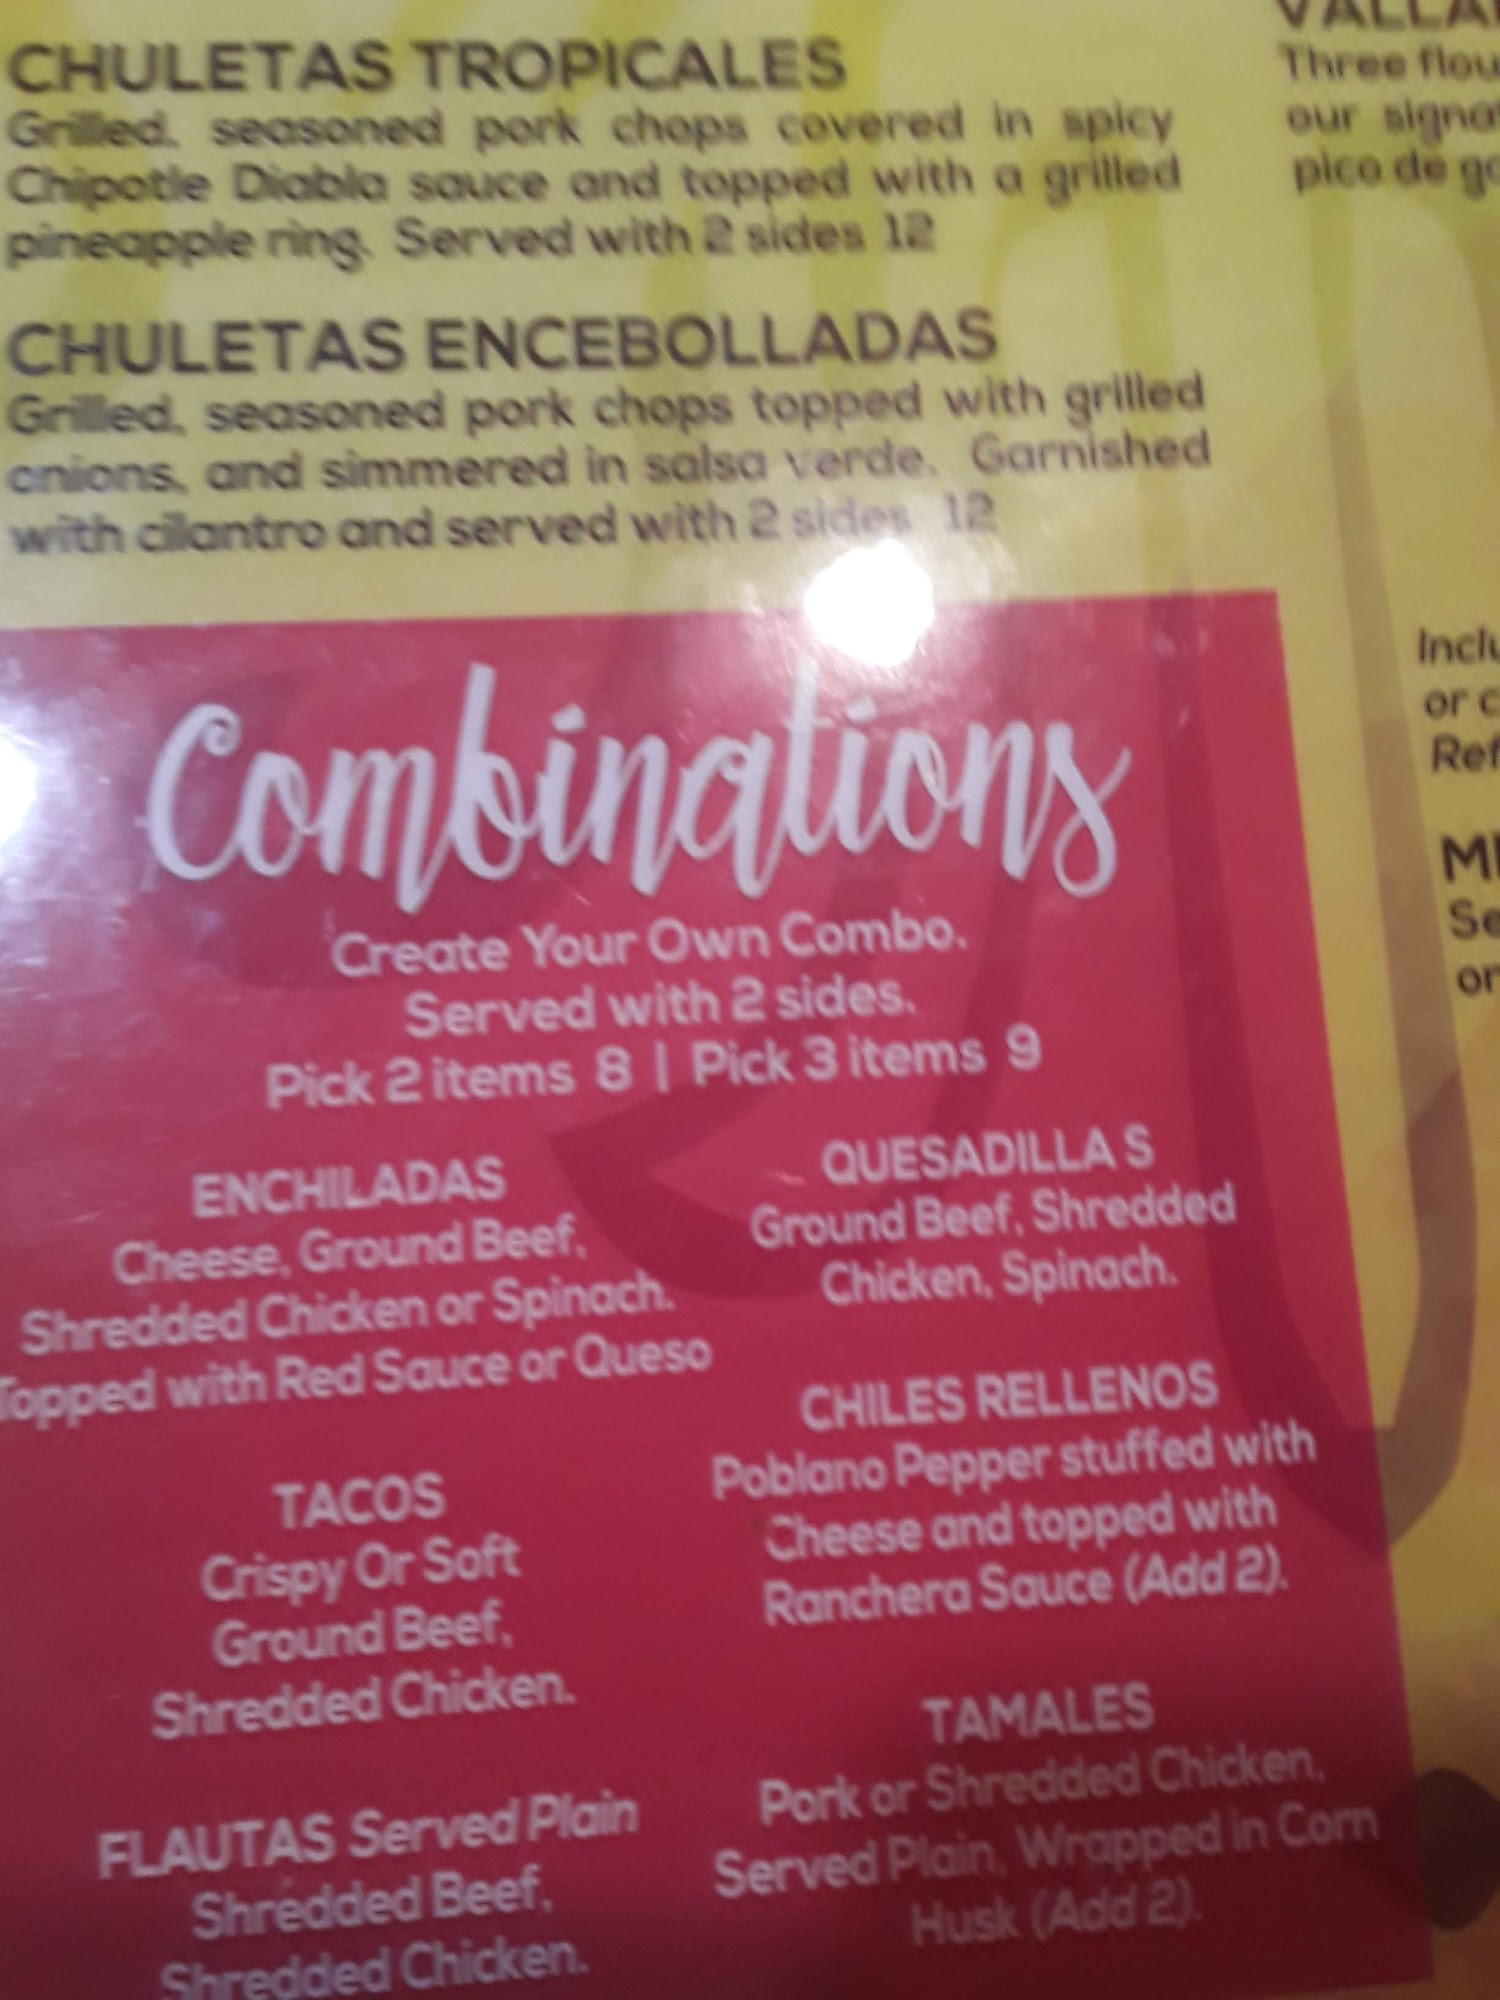 CHULETAS TROPICALES
Grilled, seasoned pork chops covered in spicy
Chipotle Diabla sauce and topped with a grilled
pineapple ring. Served with 2 sides 12
CHULETAS ENCEBOLLADAS
Grilled, seasoned pork chops topped with grilled
onions, and simmered in salsa verde. Garnished
with cilantro and served with 2 sides 12
Combinations
Create Your Own Combo.
Served with 2 sides.
Pick 2 items 8 | Pick 3 items 9
ENCHILADAS
Cheese, Ground Beef,
Shredded Chicken or Spinach.
Topped with Red Sauce or Queso
TACOS
Crispy Or Soft
Ground Beef,
Shredded Chicken.
FLAUTAS Served Plain
Shredded Beef,
Shredded Chicken.
QUESADILLA S
Ground Beef, Shredded
Chicken, Spinach.
CHILES RELLENOS
Poblano Pepper stuffed with
Cheese and topped with
Ranchera Sauce (Add 2).
TAMALES
Pork or Shredded Chicken,
Served Plain, Wrapped in Corn
Husk (Add 2).
Three
our
pico de
or